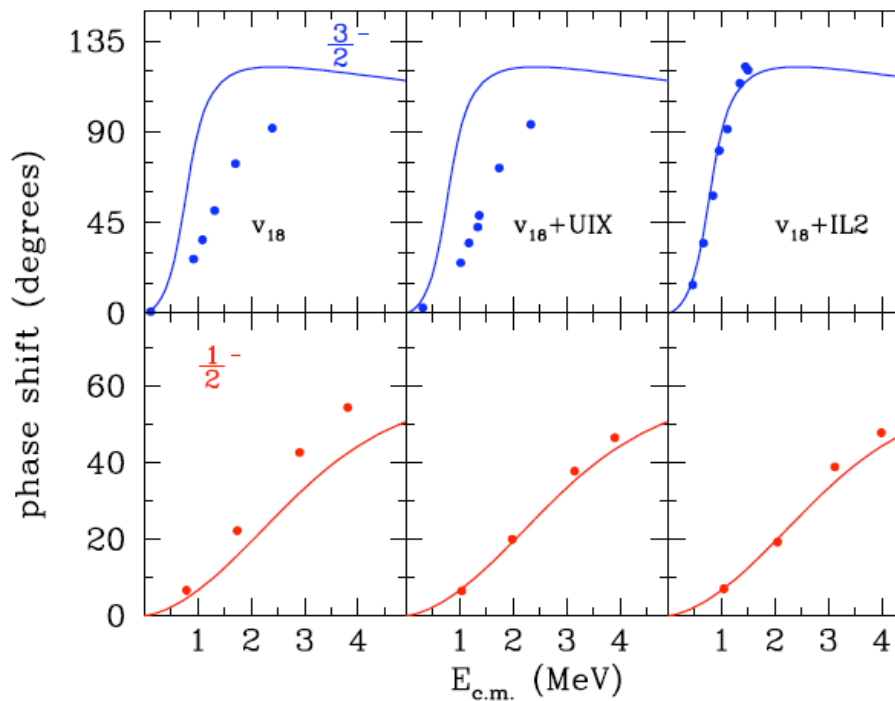 135
90
45
0
phase shift (degrees)
3/2 -
v18
v18+UIX
v18+IL2
60
40
20
0
1/2 -
1 2 3 4 1 2 3 4 1 2 3 4
E c.m. (MeV)